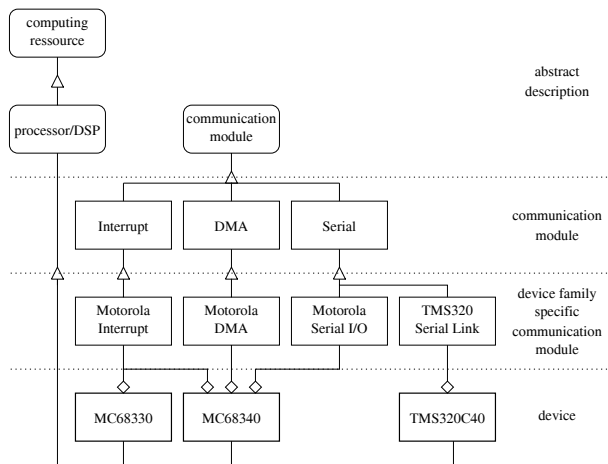 computing
ressource
abstract
description
processor/DSP
communication
module
Interrupt
DMA
Serial
communication
module
Motorola
Interrupt
Motorola
DMA
Motorola
Serial I/O
TMS320
Serial Link
device family
specific
communication
module
MC68330
MC68340
TMS320C40
device